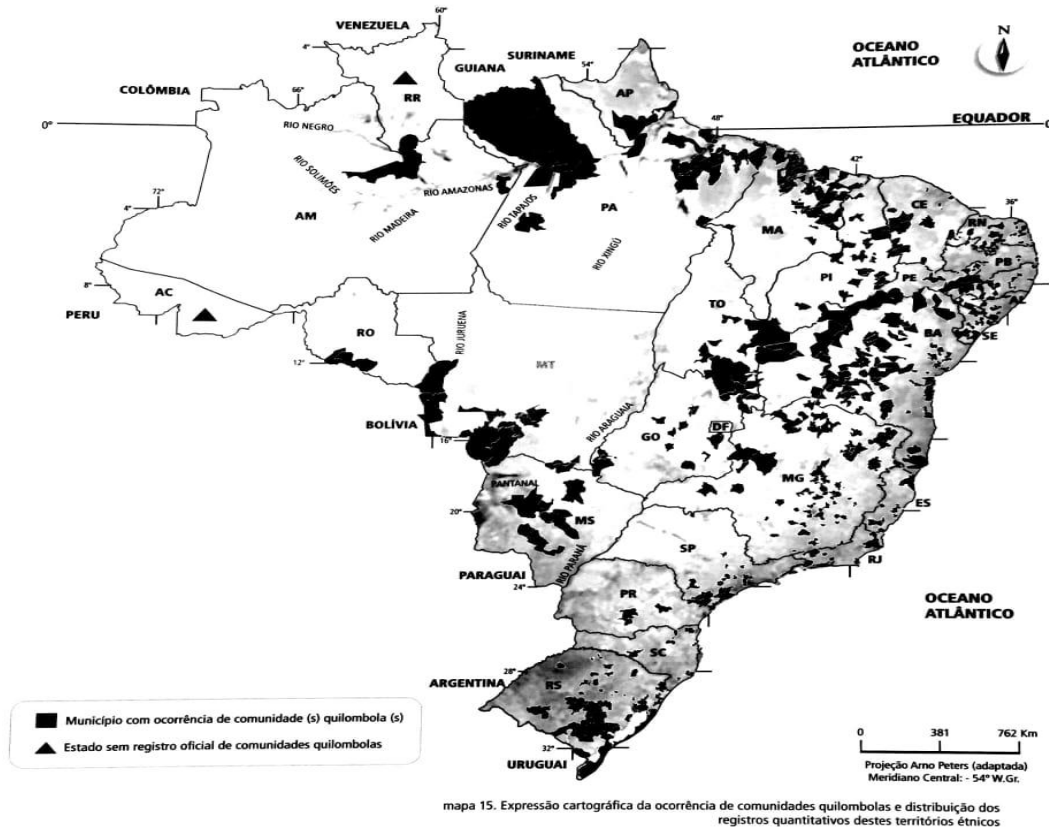 60°
VENEZUELA
SURINAME
4°
GUIANA
54°
OCEANO
ATLÂNTICO
N
COLÔMBIA
66°
RR
AP
0°
RIO NEGRO
48°
EQUADOR
0
RIO SOLIMÕES
RIO AMAZONAS
42°
72°
4°
AM
RIO MADEIRA
RIO TAPAJOS
PA
RIO XINGÚ
MA
CE
36°
RN
PB
8°
AC
PERU
PI
PE
AL
TO
RO
RIO JURUENA
BA
SE
12°
MT
BOLÍVIA
16°
RIO ARAGUAIA
GO
DF
MG
PANTANAL
ES
20°
MS
SP
RJ
RIO PARANÁ
PARAGUAI
24°
PR
OCEANO
ATLÂNTICO
SC
28°
ARGENTINA
RS
Município com ocorrência de comunidade (s) quilombola (s)
Estado sem registro oficial de comunidades quilombolas
32°
URUGUAI
0 381 762 Km
Projeção Arno Peters (adaptada)
Meridiano Central: - 54° W.Gr.
mapa 15. Expressão cartográfica da ocorrência de comunidades quilombolas e distribuição dos
registros quantitativos destes territórios étnicos